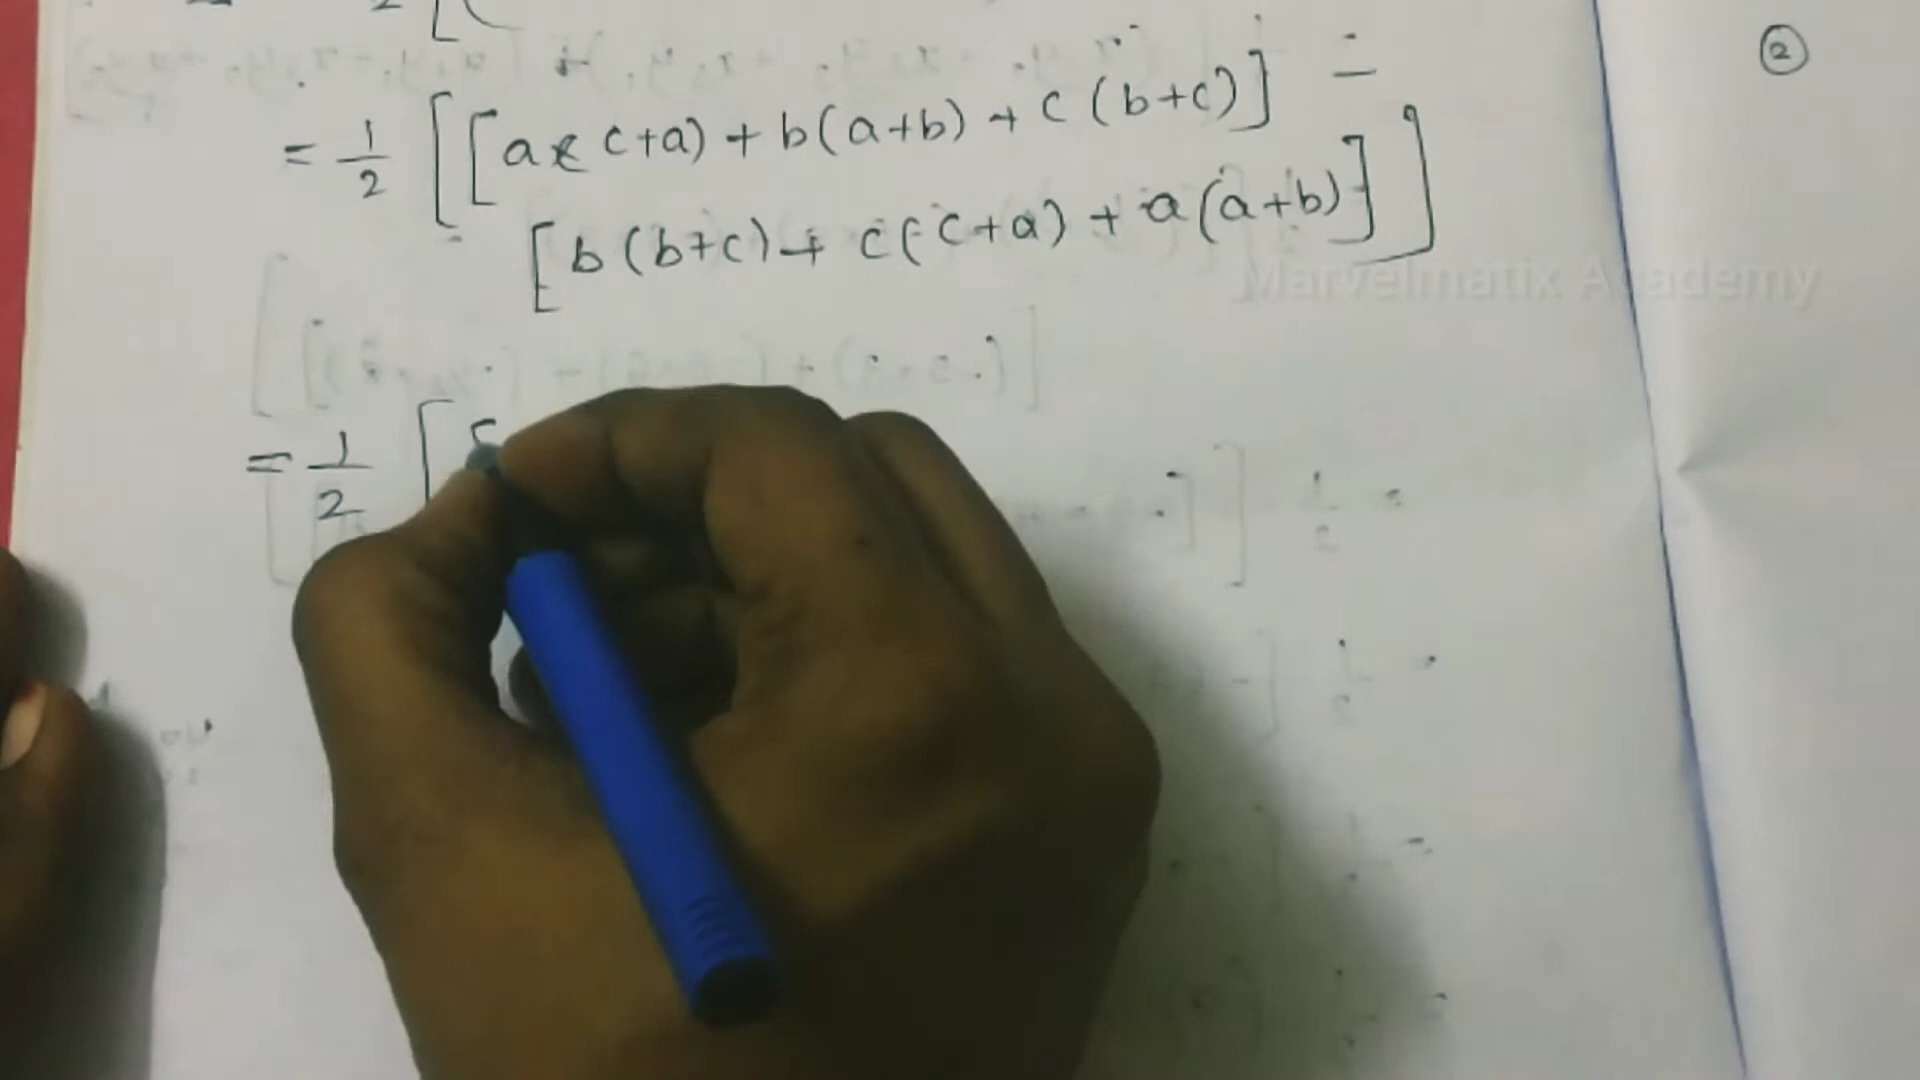 ②
= 1/2 [[a(c+a) + b(a+b) + c(b+c)] -
[b(b+c) + c(c+a) + a(a+b)]]
Marvelmatix Academy
= 1/2 [[